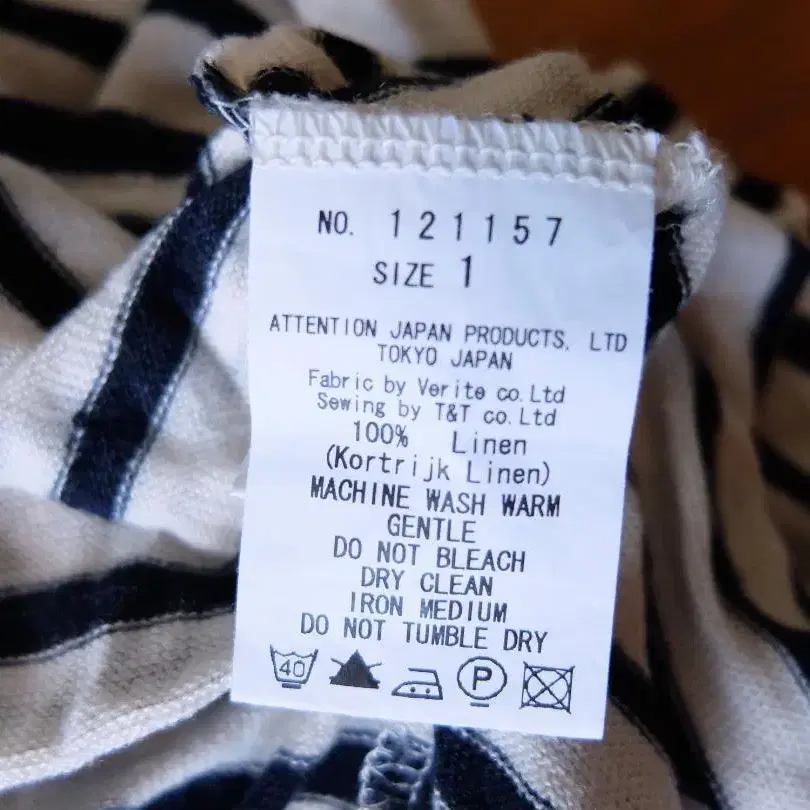 NO. 121157
SIZE 1
ATTENTION JAPAN PRODUCTS. LTD
TOKYO JAPAN
Fabric by Verite co.Ltd
Sewing by T&T co.Ltd
100% Linen
(Kortrijk Linen)
MACHINE WASH WARM
GENTLE
DO NOT BLEACH
DRY CLEAN
IRON MEDIUM
DO NOT TUMBLE DRY
40 P